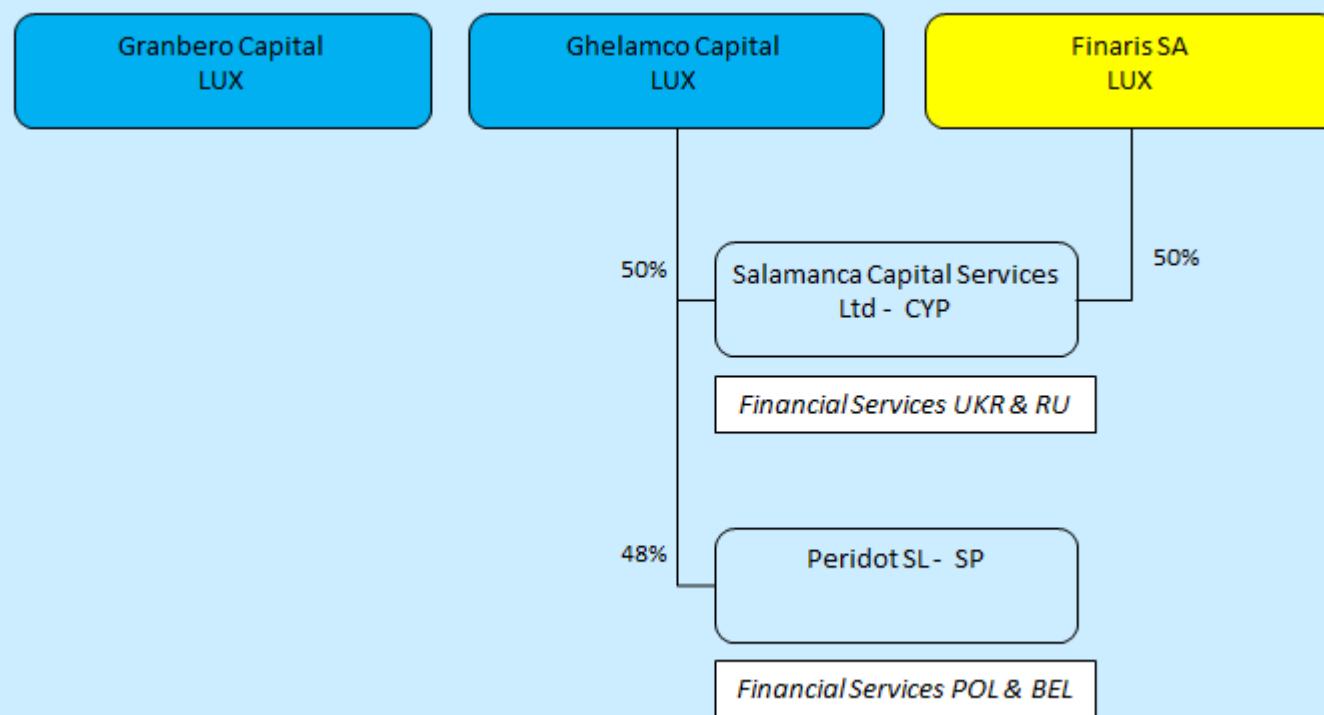 Granbero Capital
LUX
Ghelamco Capital
LUX
Finaris SA
LUX
50%
Salamanca Capital Services
Ltd - CYP
50%
Financial Services UKR & RU
48%
Peridot SL - SP
Financial Services POL & BEL